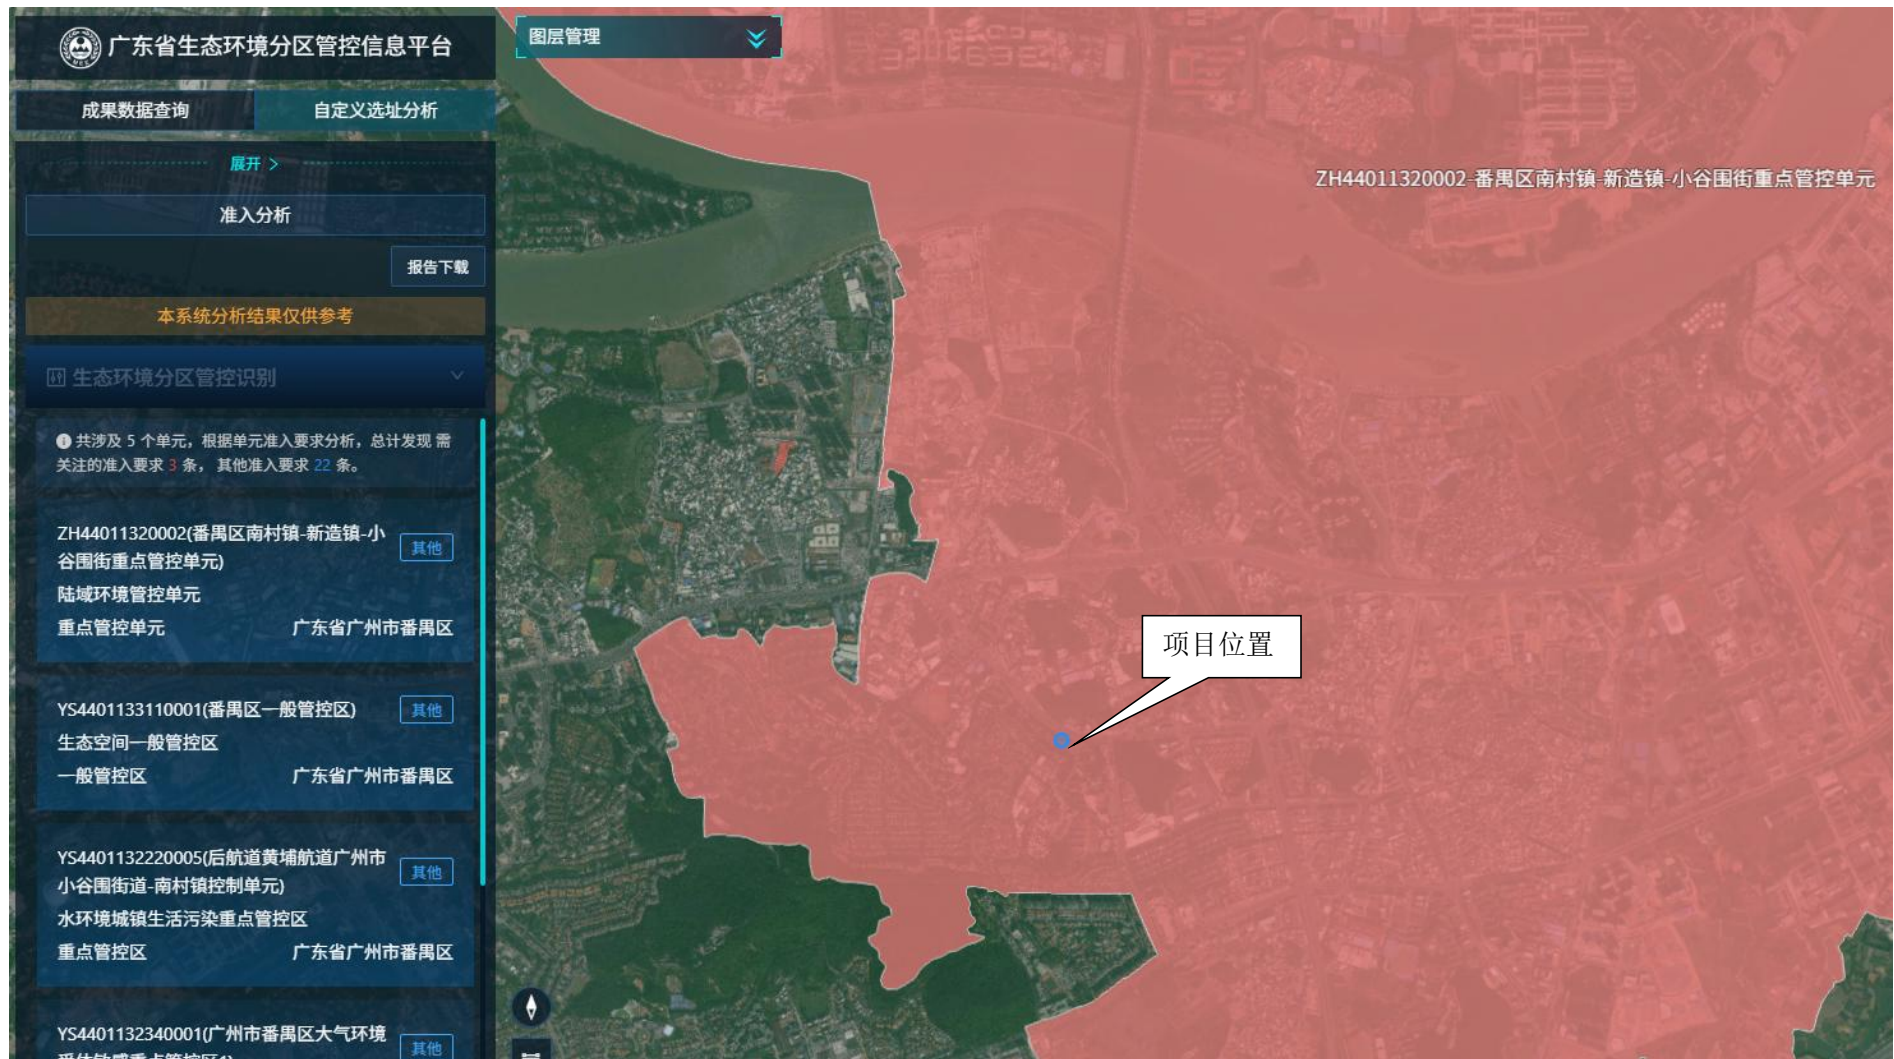 广东省生态环境分区管控信息平台
成果数据查询
自定义选址分析
展开 >
准入分析
报告下载
本系统分析结果仅供参考
生态环境分区管控识别
共涉及 5 个单元，根据单元准入要求分析，总计发现 需
关注的准入要求 3 条， 其他准入要求 22 条。
ZH44011320002(番禺区南村镇-新造镇-小
谷围街重点管控单元)
其他
陆域环境管控单元
重点管控单元 广东省广州市番禺区
YS4401133110001(番禺区一般管控区)
其他
生态空间一般管控区
一般管控区 广东省广州市番禺区
YS4401132220005(后航道黄埔航道广州市
小谷围街道-南村镇控制单元)
其他
水环境城镇生活污染重点管控区
重点管控区 广东省广州市番禺区
YS4401132340001(广州市番禺区大气环境
其他
图层管理
ZH44011320002-番禺区南村镇-新造镇-小谷围街重点管控单元
项目位置